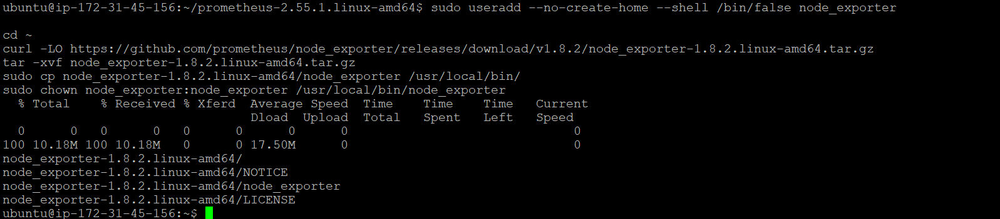 ubuntu@ip-172-31-45-156:~/prometheus-2.55.1.linux-amd64$ sudo useradd --no-create-home --shell /bin/false node_exporter
cd ~
curl -LO https://github.com/prometheus/node_exporter/releases/download/v1.8.2/node_exporter-1.8.2.linux-amd64.tar.gz
tar -xvf node_exporter-1.8.2.linux-amd64.tar.gz
sudo cp node_exporter-1.8.2.linux-amd64/node_exporter /usr/local/bin/
sudo chown node_exporter:node_exporter /usr/local/bin/node_exporter
  % Total    % Received % Xferd  Average Speed  Time    Time    Time   Current
                                 Dload  Upload  Total   Spent   Left   Speed
  0      0   0      0   0      0      0      0                              0
100 10.18M 100 10.18M   0      0 17.50M      0                              0
node_exporter-1.8.2.linux-amd64/
node_exporter-1.8.2.linux-amd64/NOTICE
node_exporter-1.8.2.linux-amd64/node_exporter
node_exporter-1.8.2.linux-amd64/LICENSE
ubuntu@ip-172-31-45-156:~$